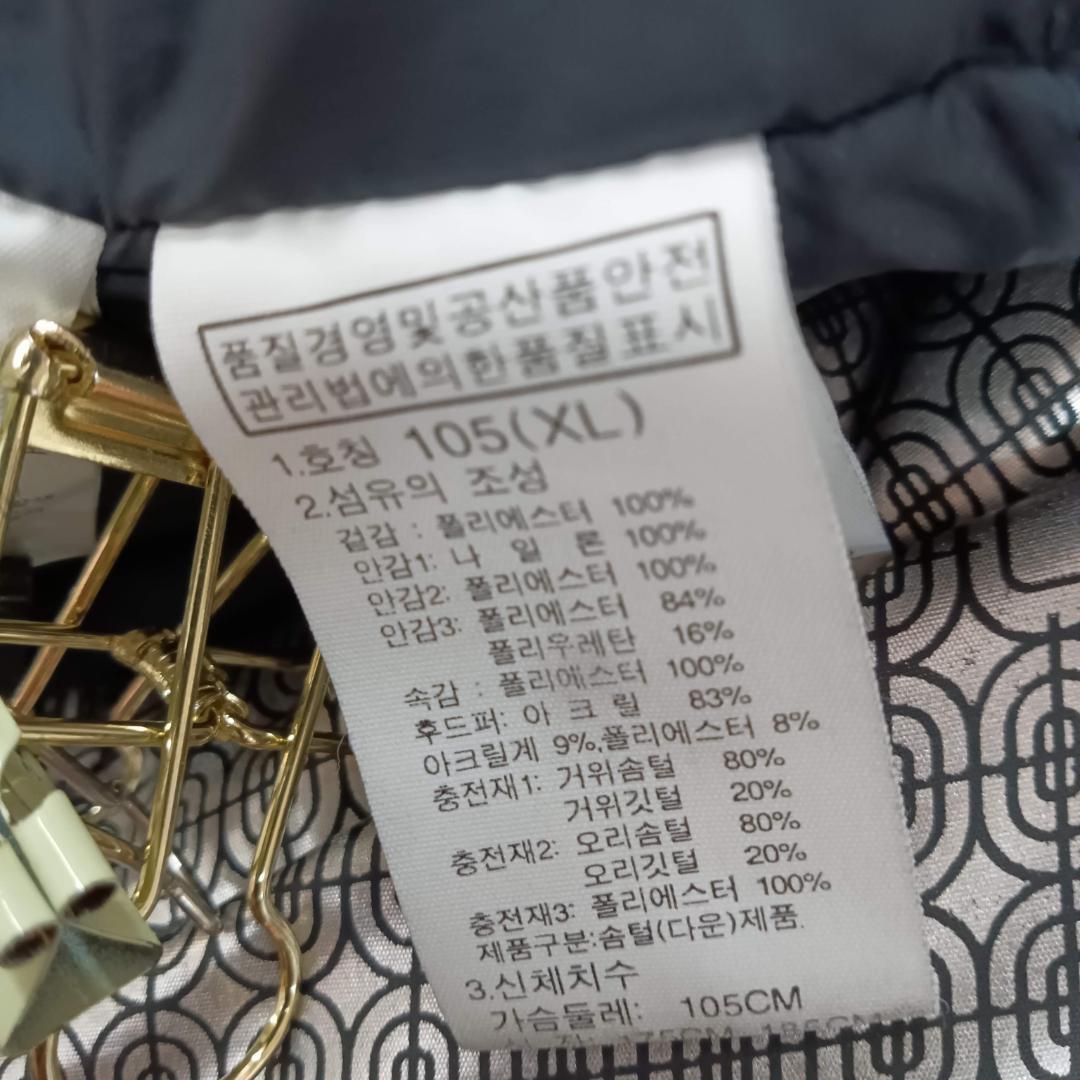 품질경영및공산품안전
관리법에의한품질표시
1.호칭 105(XL)
2.섬유의 조성
겉감 : 폴리에스터 100%
안감1: 나 일 론 100%
안감2: 폴리에스터 100%
안감3: 폴리에스터 84%
폴리우레탄 16%
속감 : 폴리에스터 100%
후드퍼: 아 크 릴 83%
아크릴계 9%,폴리에스터 8%
충전재1: 거위솜털 80%
거위깃털 20%
충전재2: 오리솜털 80%
오리깃털 20%
충전재3: 폴리에스터 100%
제품구분:솜털(다운)제품.
3.신체치수
가슴둘레: 105CM